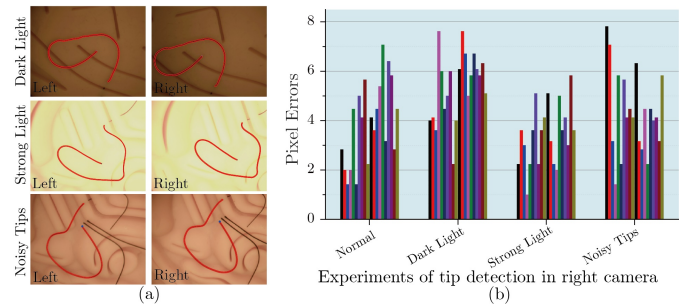 Dark Light
Left
Right
Strong Light
Left
Right
Noisy Tips
Left
Right
(a)
Pixel Errors
8
6
4
2
0
Normal
Dark Light
Strong Light
Noisy Tips
Experiments of tip detection in right camera
(b)